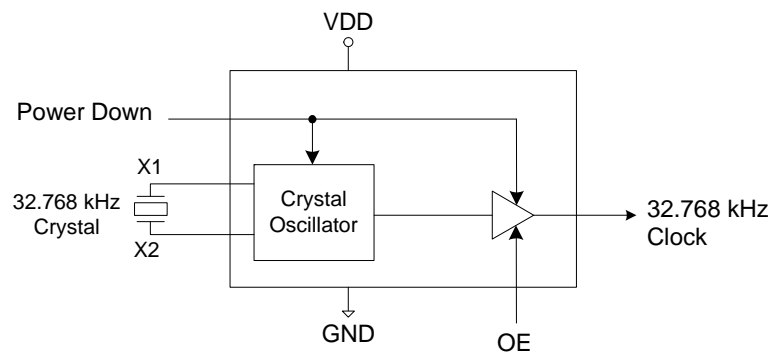 VDD
Power Down
X1
32.768 kHz
Crystal
X2
Crystal
Oscillator
32.768 kHz
Clock
GND
OE